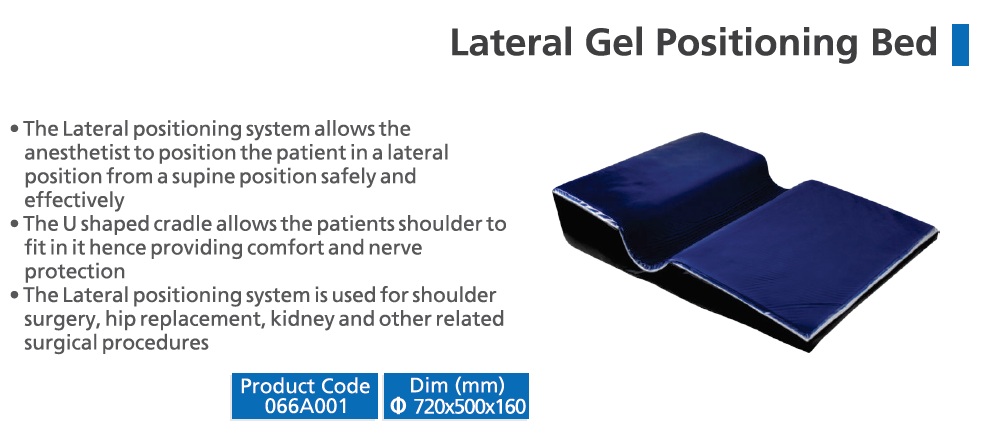 Lateral Gel Positioning Bed
• The Lateral positioning system allows the
anesthetist to position the patient in a lateral
position from a supine position safely and
effectively
• The U shaped cradle allows the patients shoulder to
fit in it hence providing comfort and nerve
protection
• The Lateral positioning system is used for shoulder
surgery, hip replacement, kidney and other related
surgical procedures
Product Code
066A001
Dim (mm)
Φ 720x500x160